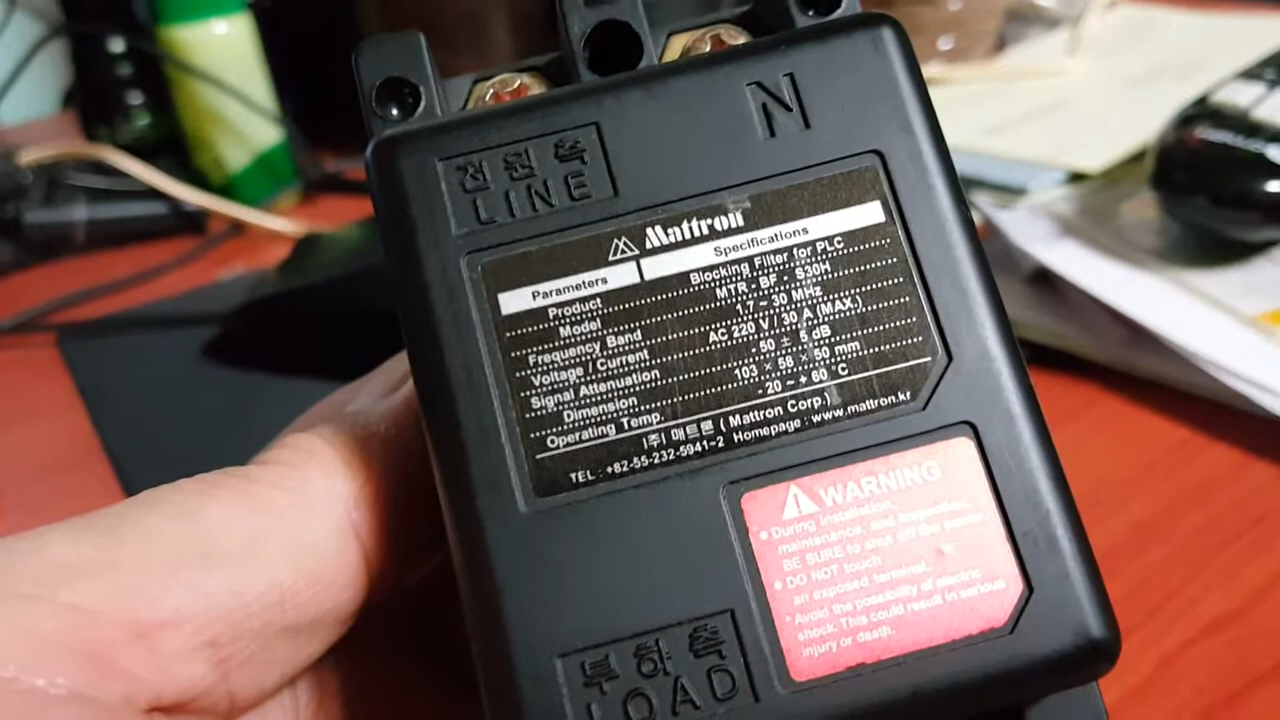 N
전원측
LINE
Mattron
Parameters Specifications
Product Blocking Filter for PLC
Model MTR - BF - S30H
Frequency Band 1.7 ~ 30 MHz
Voltage / Current AC 220 V / 30 A (MAX.)
Signal Attenuation - 50 ± 5 dB
Dimension 103 × 58 × 50 mm
Operating Temp. - 20 ~ + 60 °C
(주) 매트론 ( Mattron Corp.)
TEL : +82-55-232-5941~2 Homepage : www.mattron.kr
WARNING
• During installation,
maintenance, and inspection,
BE SURE to shut off the power.
• DO NOT touch
an exposed terminal.
* Avoid the possibility of electric
shock. This could result in serious
injury or death.
부하측
LOAD